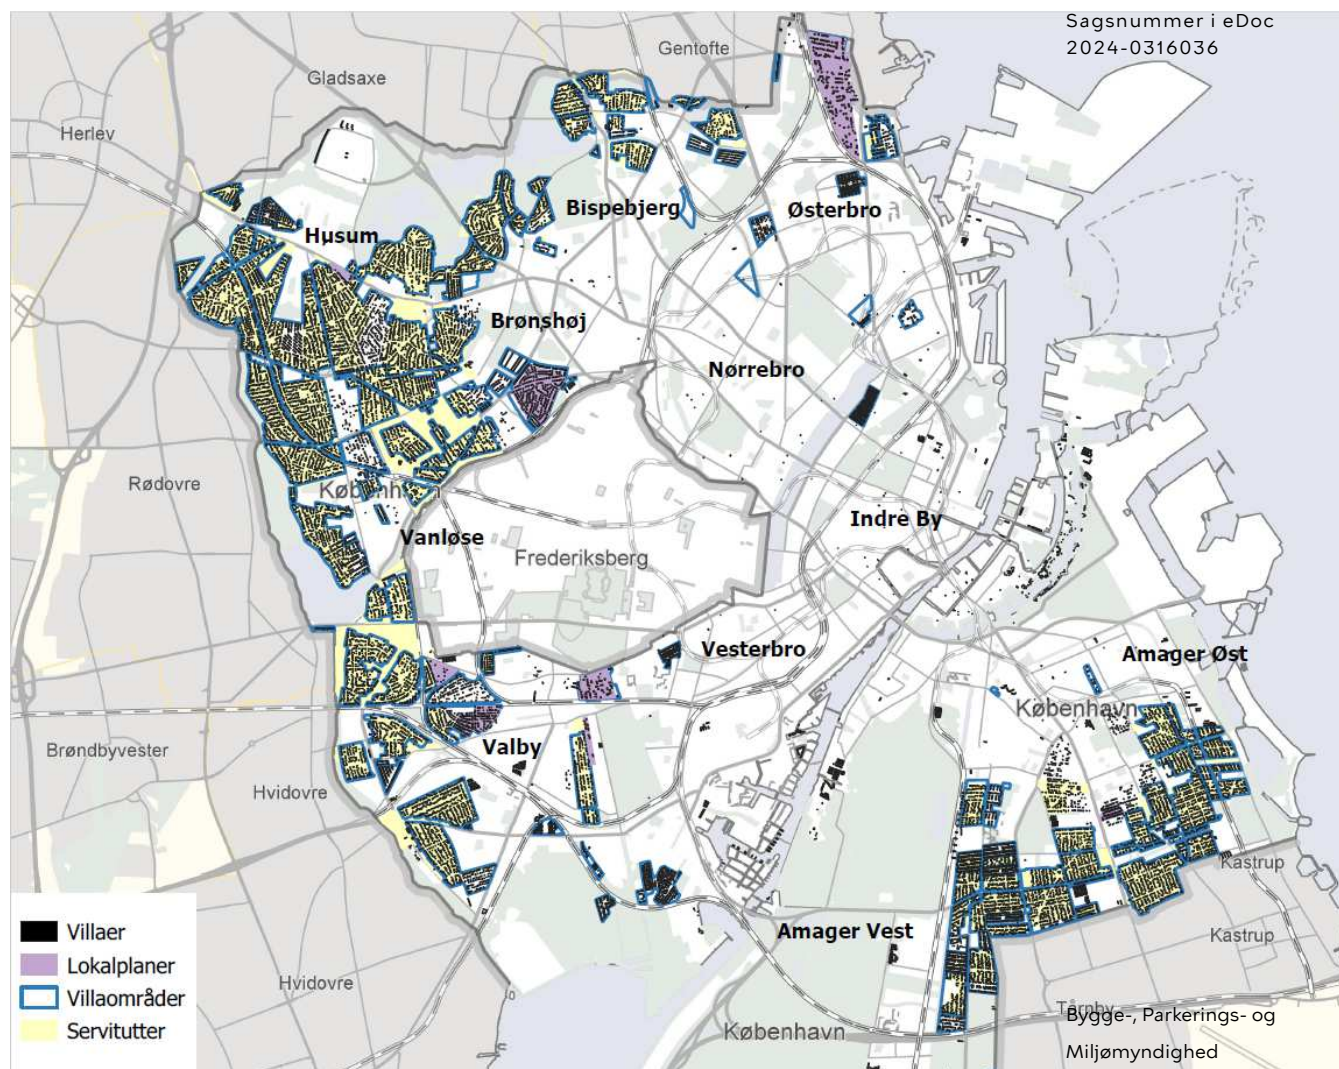 Sagsnummer i eDoc
2024-0316036
Gentofte
Gladsaxe
Herlev
Bispebjerg
Østerbro
Hµsum
Brønshøj
Nørrebro
Rødovre
København
Indre By
Vanløse
Frederiksberg
Vesterbro
Amager Øst
København
Brøndbyvester
Valby
Hvidovre
Kastrup
Villaer
Amager Vest
Kastrup
Lokalplaner
Hvidovre
Villaområder
Tårnby
Bygge-, Parkerings- og
Servitutter
København
Miljømyndighed